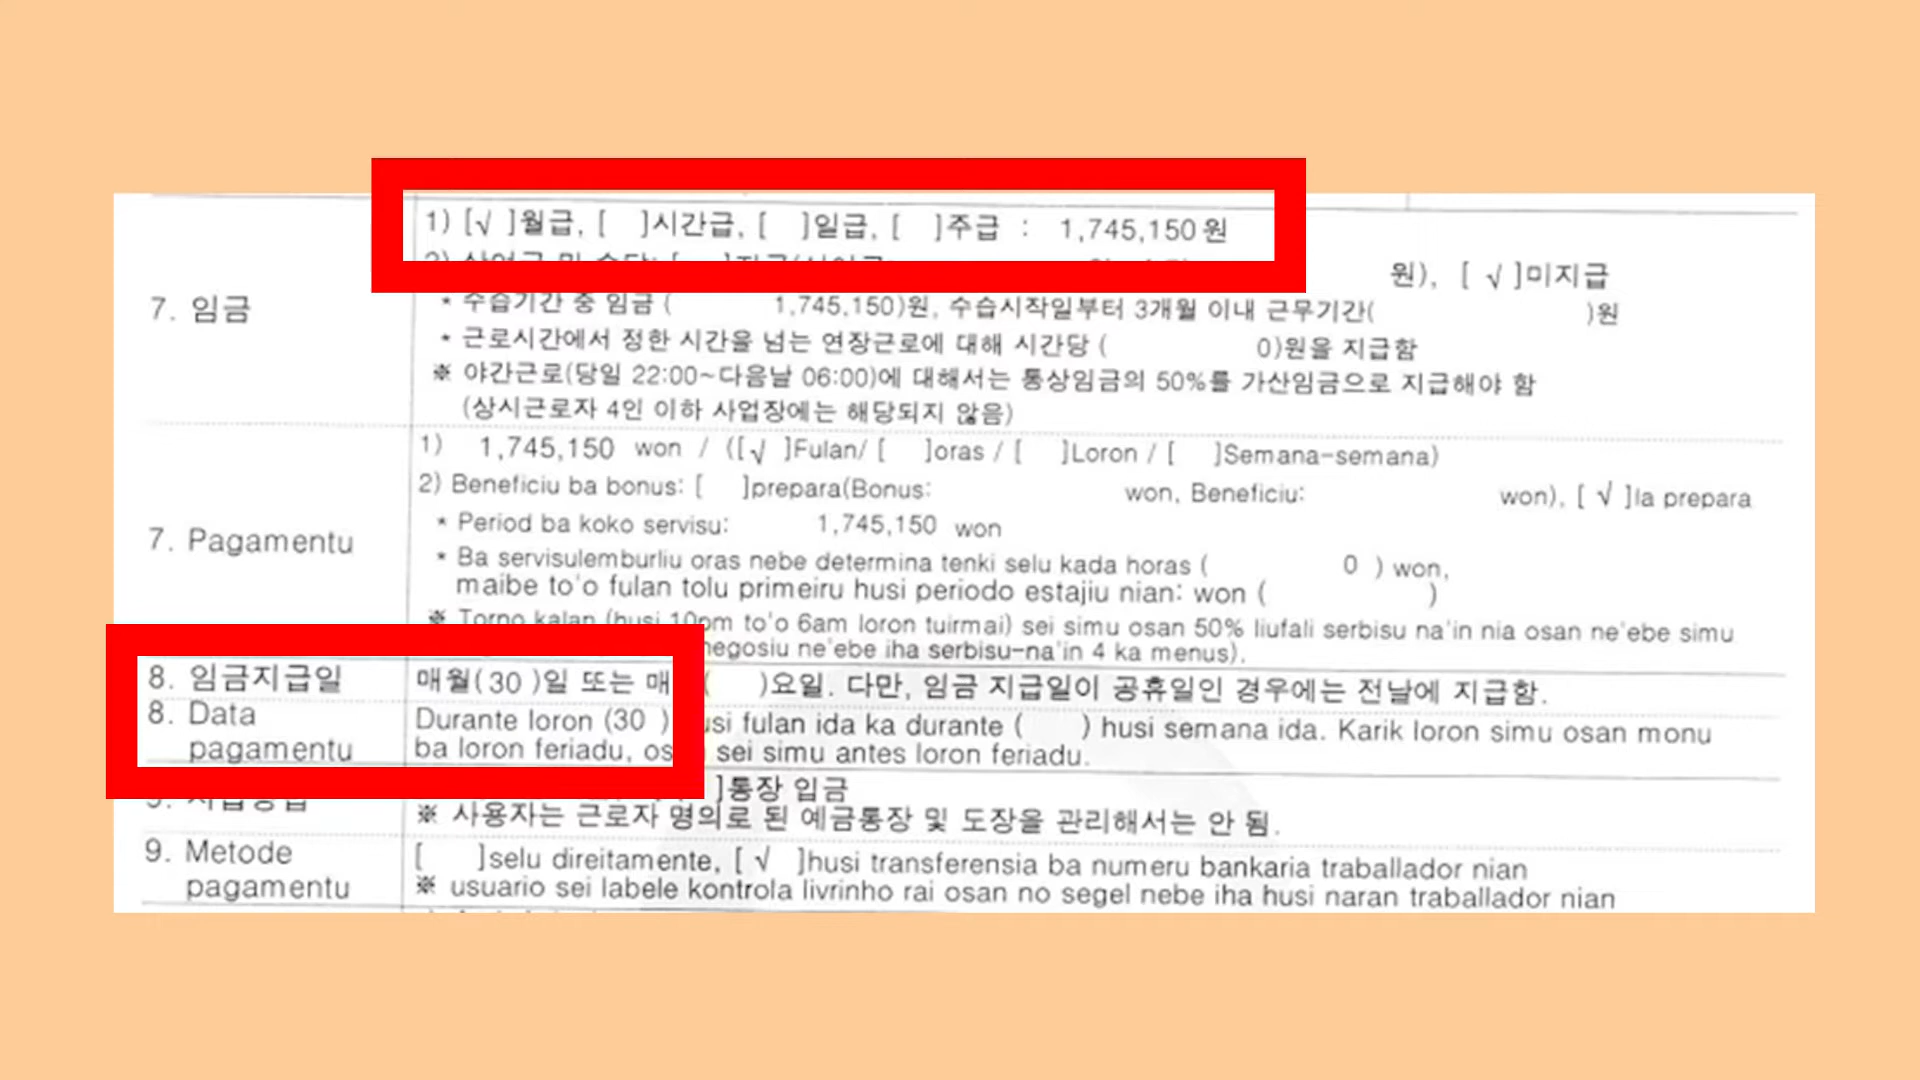 1) [√ ]월급, [ ]시간급, [ ]일급, [ ]주급 : 1,745,150원
원), [ √ ]미지급
7. 임금
* 수습기간 중 임금 ( 1,745,150)원, 수습시작일부터 3개월 이내 근무기간( )원
* 근로시간에서 정한 시간을 넘는 연장근로에 대해 시간당 ( 0)원을 지급함
※ 야간근로(당일 22:00~다음날 06:00)에 대해서는 통상임금의 50%를 가산임금으로 지급해야 함
(상시근로자 4인 이하 사업장에는 해당되지 않음)
7. Pagamentu
1) 1,745,150 won / ([√ ]Fulan/ [ ]oras / [ ]Loron / [ ]Semana-semana)
2) Beneficiu ba bonus: [ ]prepara(Bonus: won, Beneficiu: won), [ √ ]la prepara
* Period ba koko servisu: 1,745,150 won
* Ba servisulemburliu oras nebe determina tenki selu kada horas ( 0 ) won,
maibe to'o fulan tolu primeiru husi periodo estajiu nian: won ( )
※ Torno kalan (husi 10pm to'o 6am loron tuirmai) sei simu osan 50% liufali serbisu na'in nia osan ne'ebe simu
negosiu ne'ebe iha serbisu-na'in 4 ka menus).
8. 임금지급일
매월(30 )일 또는 매 ( )요일. 다만, 임금 지급일이 공휴일인 경우에는 전날에 지급함.
8. Data pagamentu
Durante loron (30 ) fulan ida ka durante ( ) husi semana ida. Karik loron simu osan monu
ba loron feriadu, sei simu antes loron feriadu.
]통장 입금
※ 사용자는 근로자 명의로 된 예금통장 및 도장을 관리해서는 안 됨.
9. Metode pagamentu
[ ]selu direitamente, [ √ ]husi transferensia ba numeru bankaria traballador nian
※ usuario sei labele kontrola livrinho rai osan no segel nebe iha husi naran traballador nian